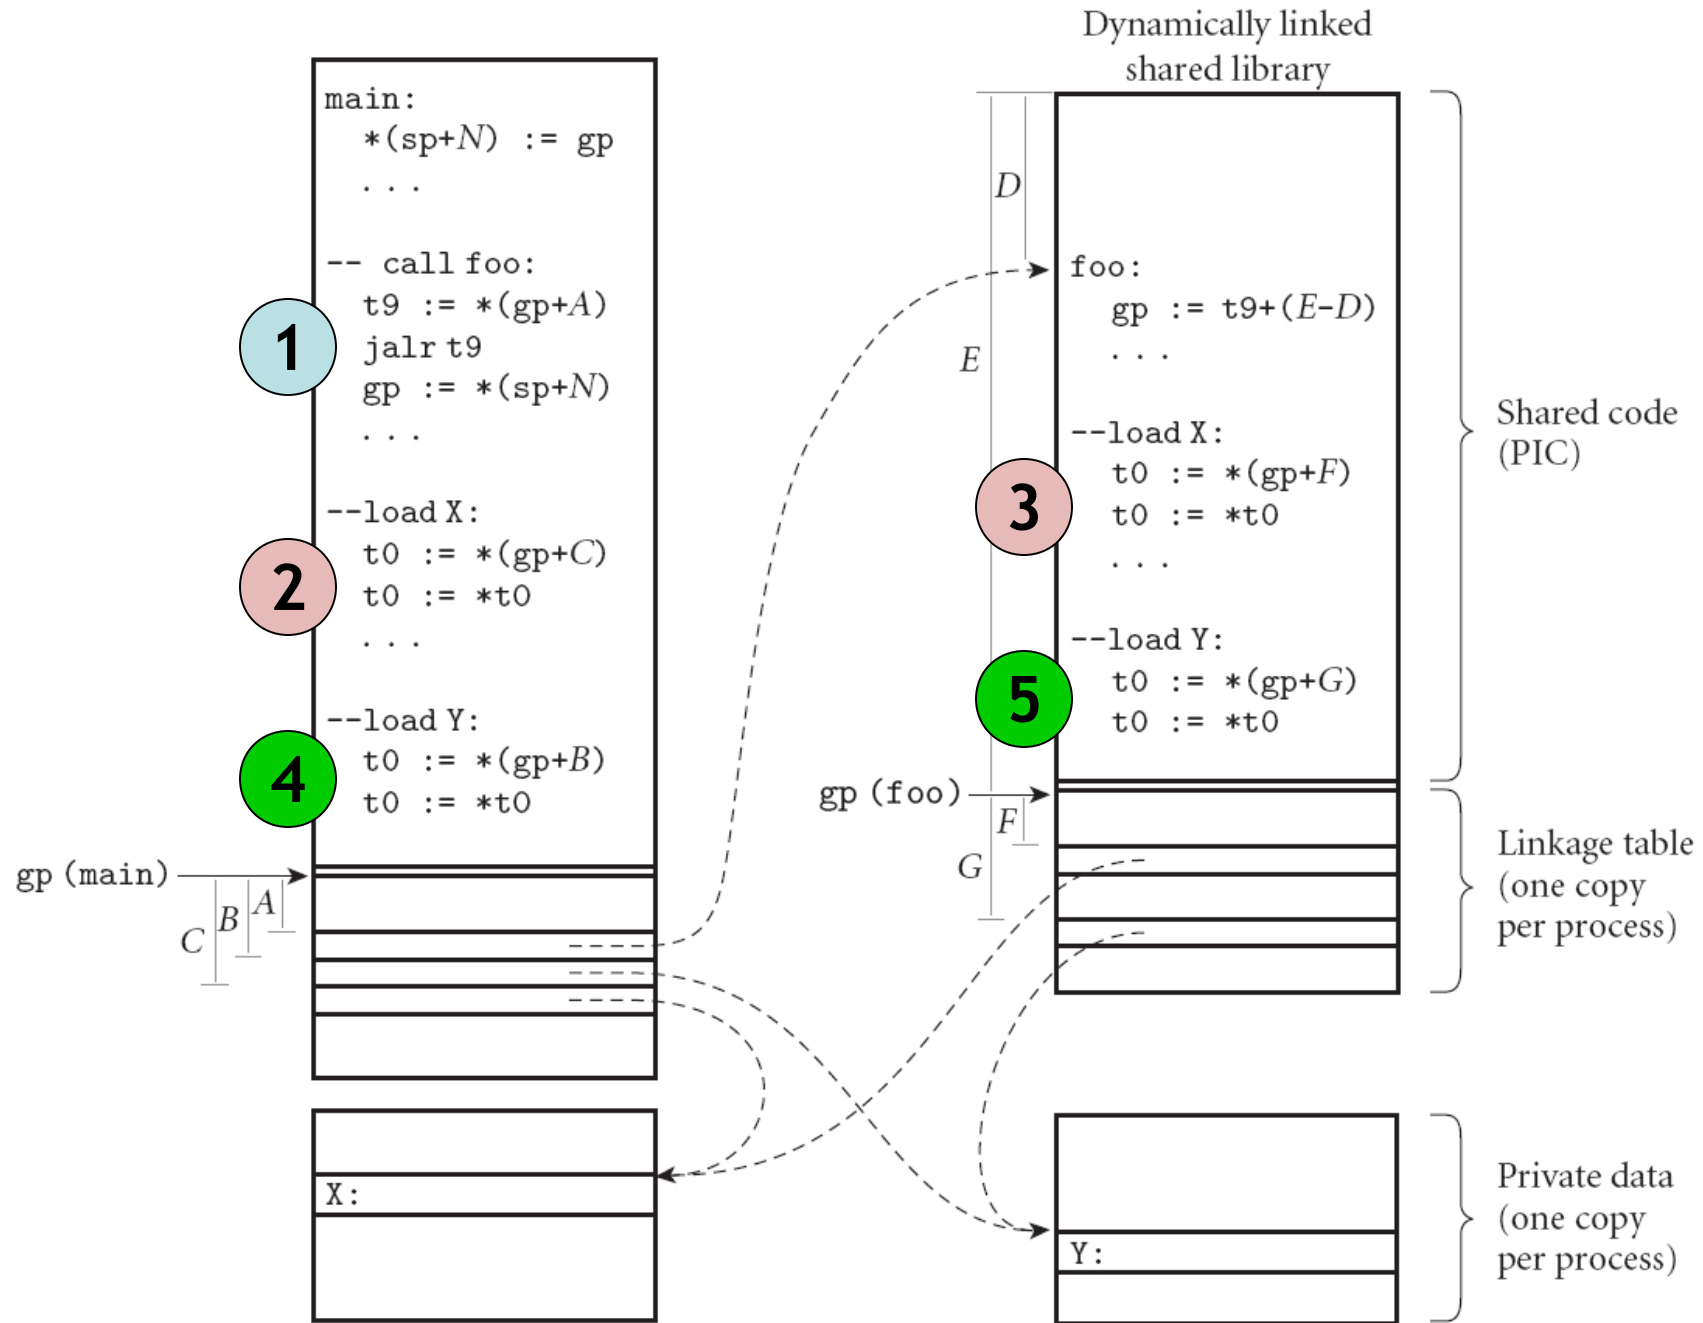 main:
*(sp+N) := gp
. . .
-- call foo:
t9 := *(gp+A)
jalr t9
gp := *(sp+N)
. . .
--load X:
t0 := *(gp+C)
t0 := *t0
. . .
--load Y:
t0 := *(gp+B)
t0 := *t0
1
2
4
gp (main)
A
B
C
X:
Dynamically linked
shared library
D
E
foo:
gp := t9+(E–D)
. . .
--load X:
t0 := *(gp+F)
t0 := *t0
. . .
--load Y:
t0 := *(gp+G)
t0 := *t0
3
5
gp (foo)
F
G
Y:
Shared code
(PIC)
Linkage table
(one copy
per process)
Private data
(one copy
per process)